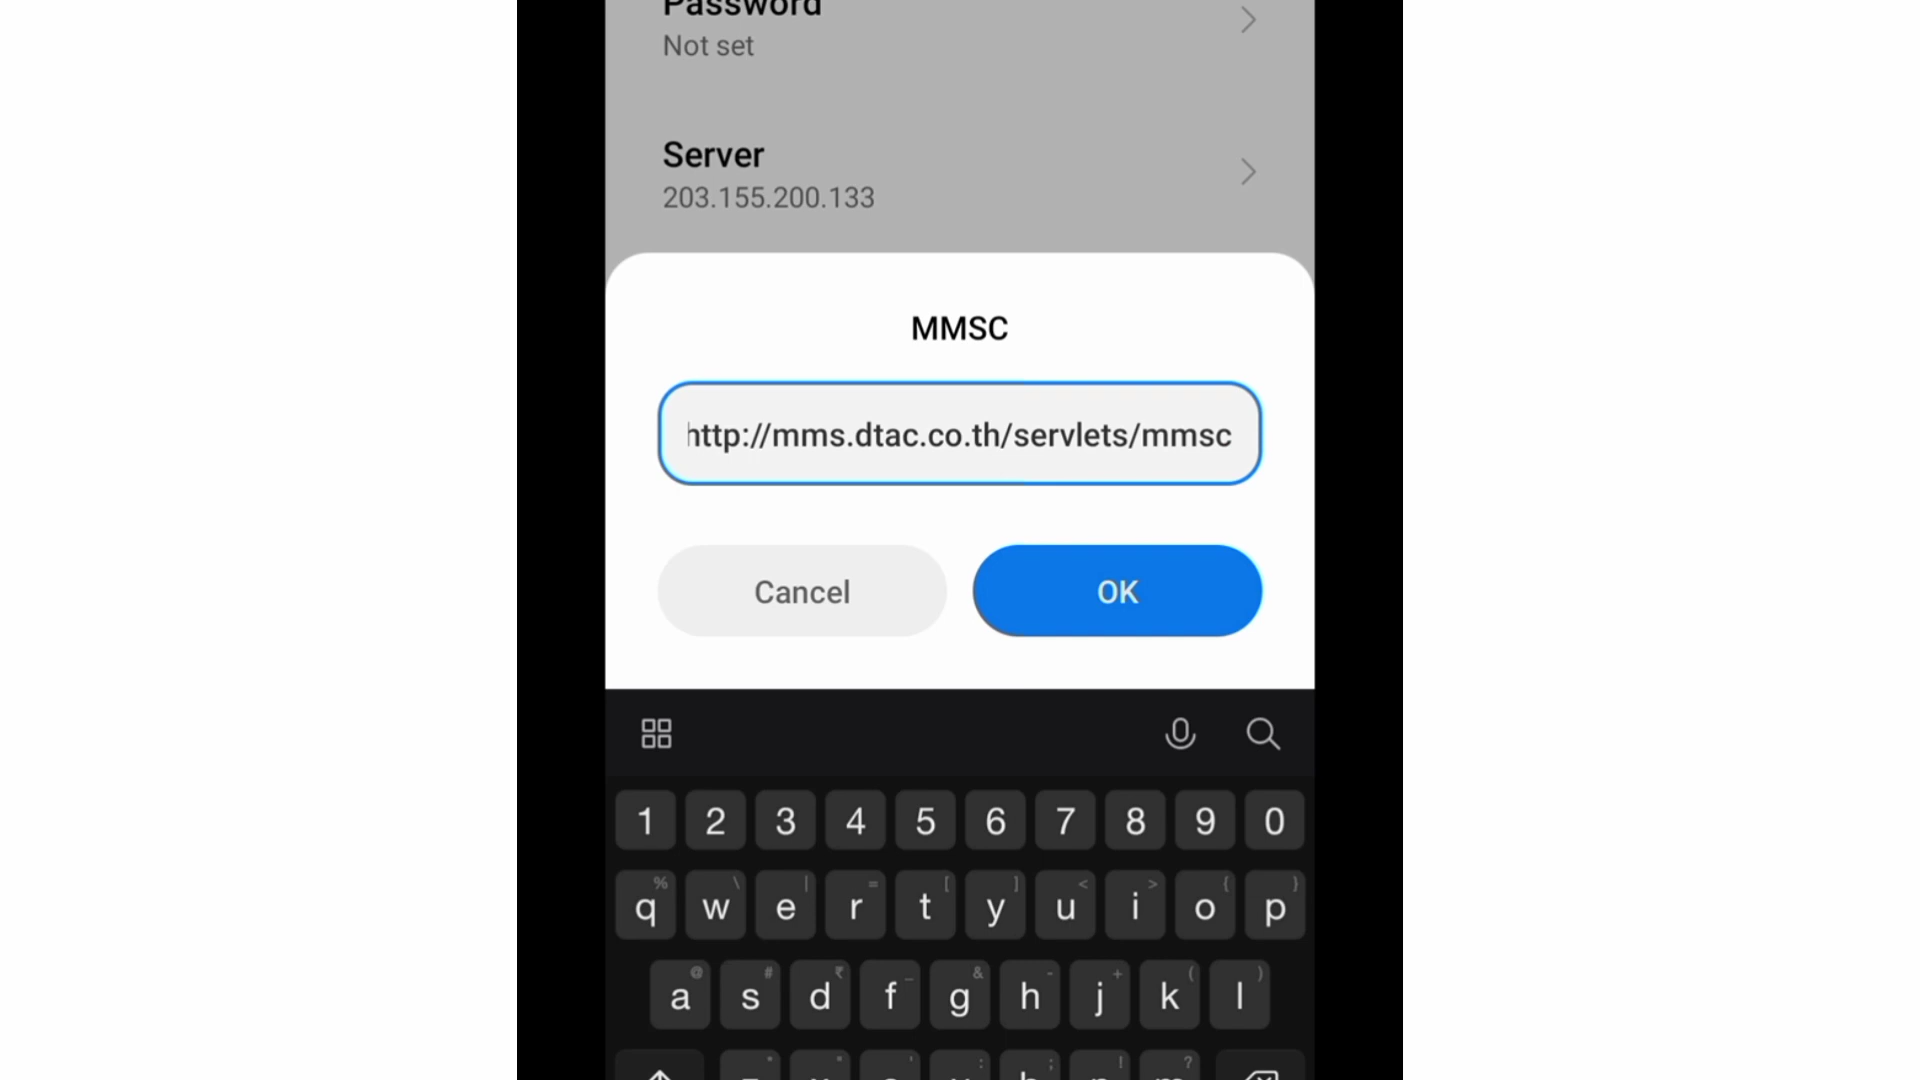 Password
Not set
Server
203.155.200.133
MMSC
http://mms.dtac.co.th/servlets/mmsc
Cancel OK
1 2 3 4 5 6 7 8 9 0
% \ | = [ ] < > { }
q w e r t y u i o p
@ # ₹ _ & - + ( )
a s d f g h j k l